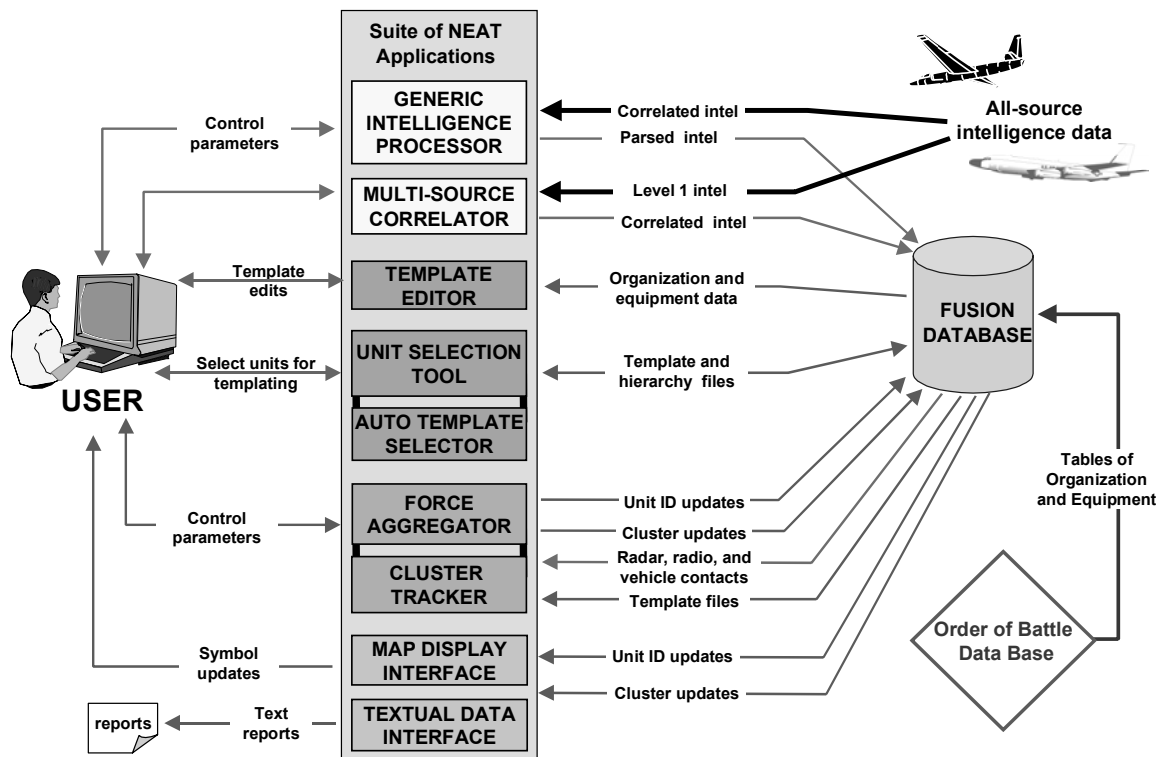 Suite of NEAT
Applications
GENERIC
INTELLIGENCE
PROCESSOR
MULTI-SOURCE
CORRELATOR
TEMPLATE
EDITOR
UNIT SELECTION
TOOL
AUTO TEMPLATE
SELECTOR
FORCE
AGGREGATOR
CLUSTER
TRACKER
MAP DISPLAY
INTERFACE
TEXTUAL DATA
INTERFACE
Control
parameters
Template
edits
Select units for
templating
USER
Control
parameters
Symbol
updates
Text
reports
reports
Correlated intel
Parsed intel
Level 1 intel
Correlated intel
Organization and
equipment data
Template and
hierarchy files
Unit ID updates
Cluster updates
Radar, radio, and
vehicle contacts
Template files
Unit ID updates
Cluster updates
All-source
intelligence data
FUSION
DATABASE
Tables of
Organization
and Equipment
Order of Battle
Data Base